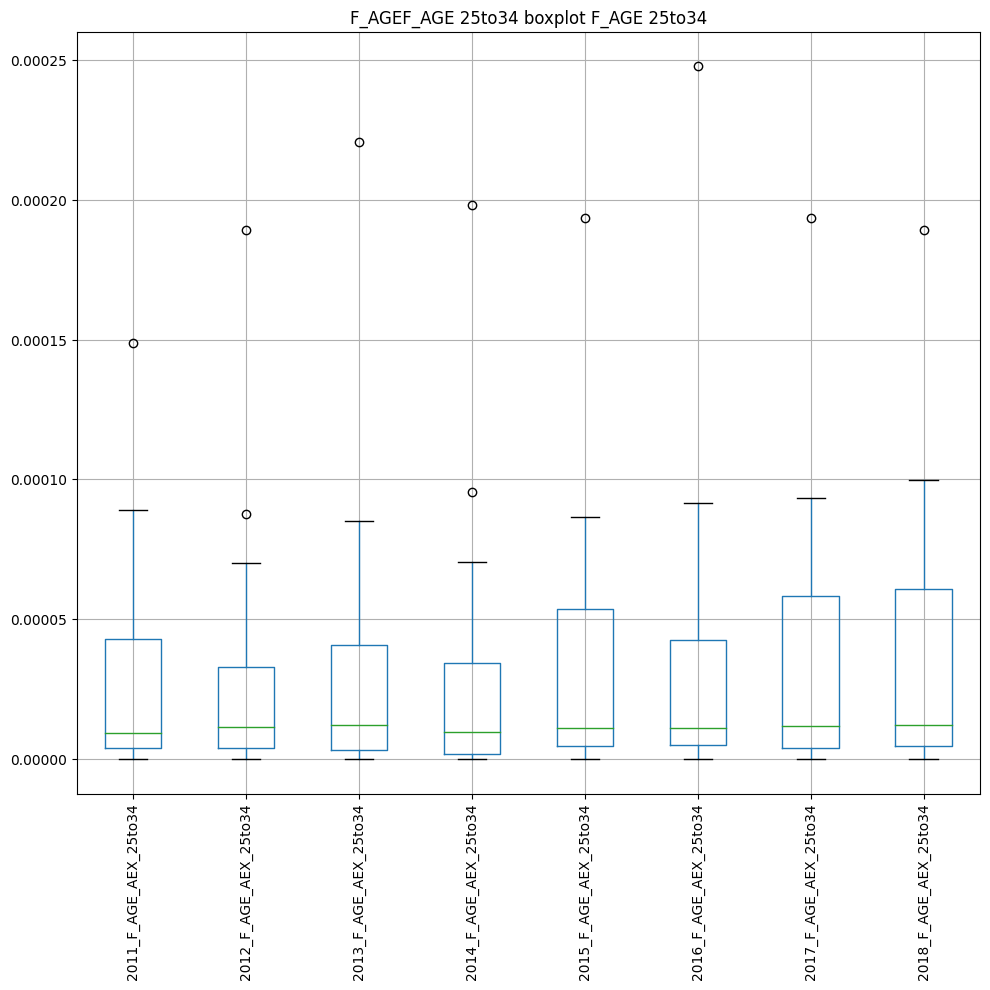 F_AGEF_AGE 25to34 boxplot F_AGE 25to34
0.00025
0.00020
0.00015
0.00010
0.00005
0.00000
2011_F_AGE_AEX_25to34
2012_F_AGE_AEX_25to34
2013_F_AGE_AEX_25to34
2014_F_AGE_AEX_25to34
2015_F_AGE_AEX_25to34
2016_F_AGE_AEX_25to34
2017_F_AGE_AEX_25to34
2018_F_AGE_AEX_25to34